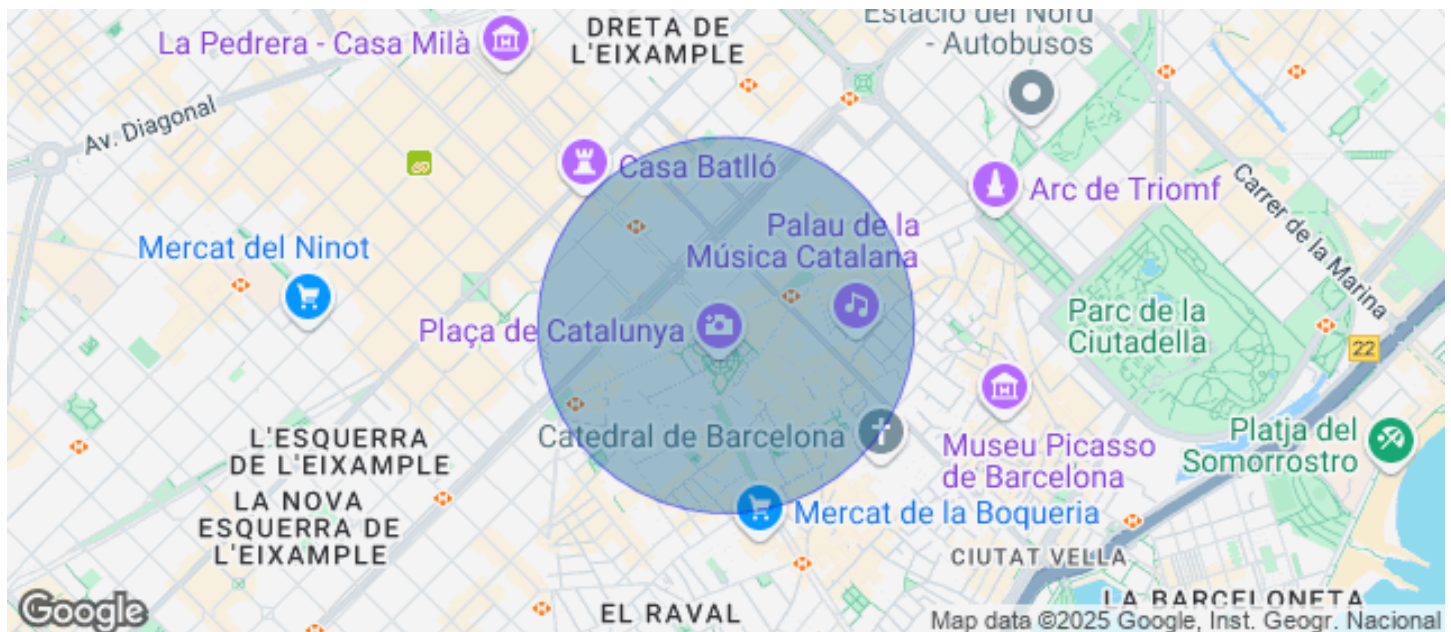 La Pedrera - Casa Milà
DRETA DE
L'EIXAMPLE
Estació del Nord
- Autobusos
Av. Diagonal
Casa Batlló
Arc de Triomf
Carrer de la Marina
Palau de la
Música Catalana
Mercat del Ninot
Plaça de Catalunya
Parc de la
Ciutadella
22
L'ESQUERRA
DE L'EIXAMPLE
Catedral de Barcelona
Museu Picasso
de Barcelona
Platja del
Somorrostro
LA NOVA
ESQUERRA DE
L'EIXAMPLE
Mercat de la Boqueria
CIUTAT VELLA
LA BARCELONETA
EL RAVAL
Google
Map data ©2025 Google, Inst. Geogr. Nacional